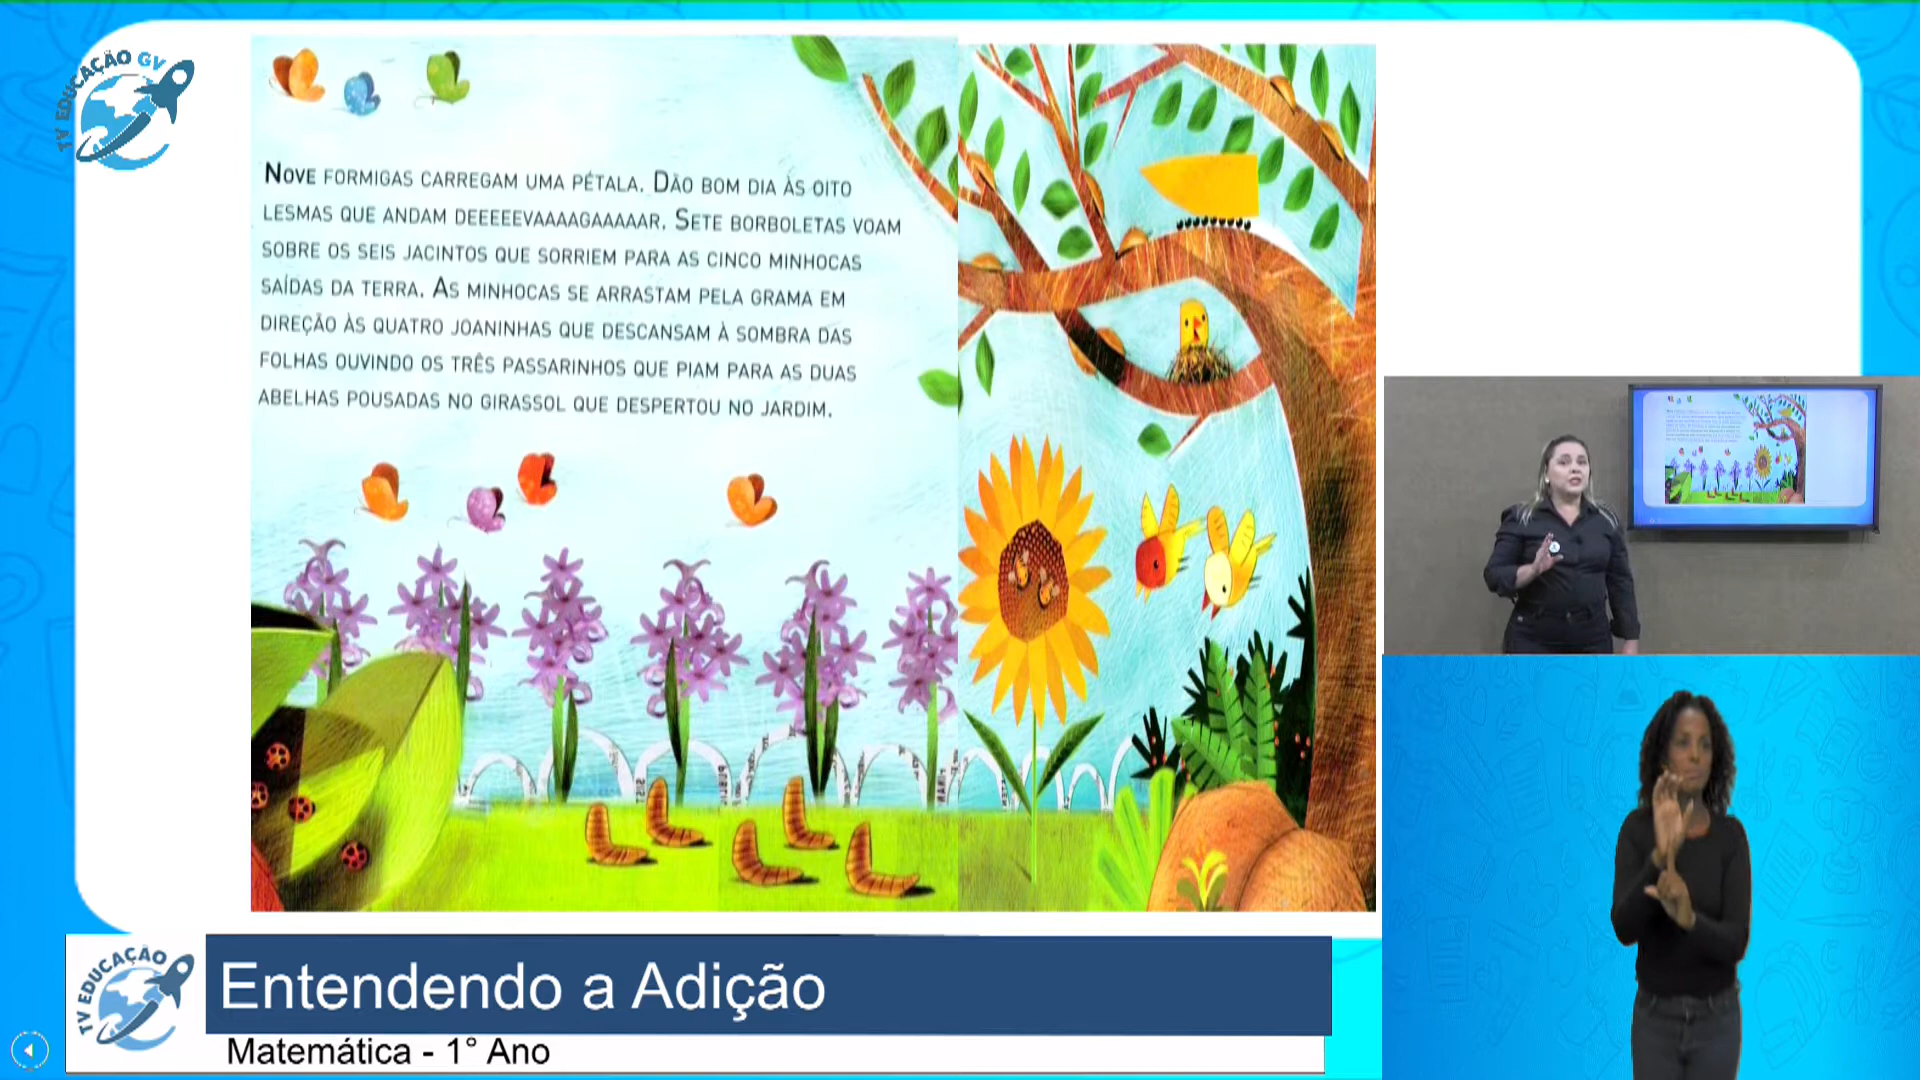 TV EDUCAÇÃO GV
NOVE FORMIGAS CARREGAM UMA PÉTALA. DÃO BOM DIA ÀS OITO
LESMAS QUE ANDAM DEEEEEVAAAAGAAAAAR. SETE BORBOLETAS VOAM
SOBRE OS SEIS JACINTOS QUE SORRIEM PARA AS CINCO MINHOCAS
SAÍDAS DA TERRA. AS MINHOCAS SE ARRASTAM PELA GRAMA EM
DIREÇÃO ÀS QUATRO JOANINHAS QUE DESCANSAM À SOMBRA DAS
FOLHAS OUVINDO OS TRÊS PASSARINHOS QUE PIAM PARA AS DUAS
ABELHAS POUSADAS NO GIRASSOL QUE DESPERTOU NO JARDIM.
TV EDUCAÇÃO
Entendendo a Adição
Matemática - 1° Ano